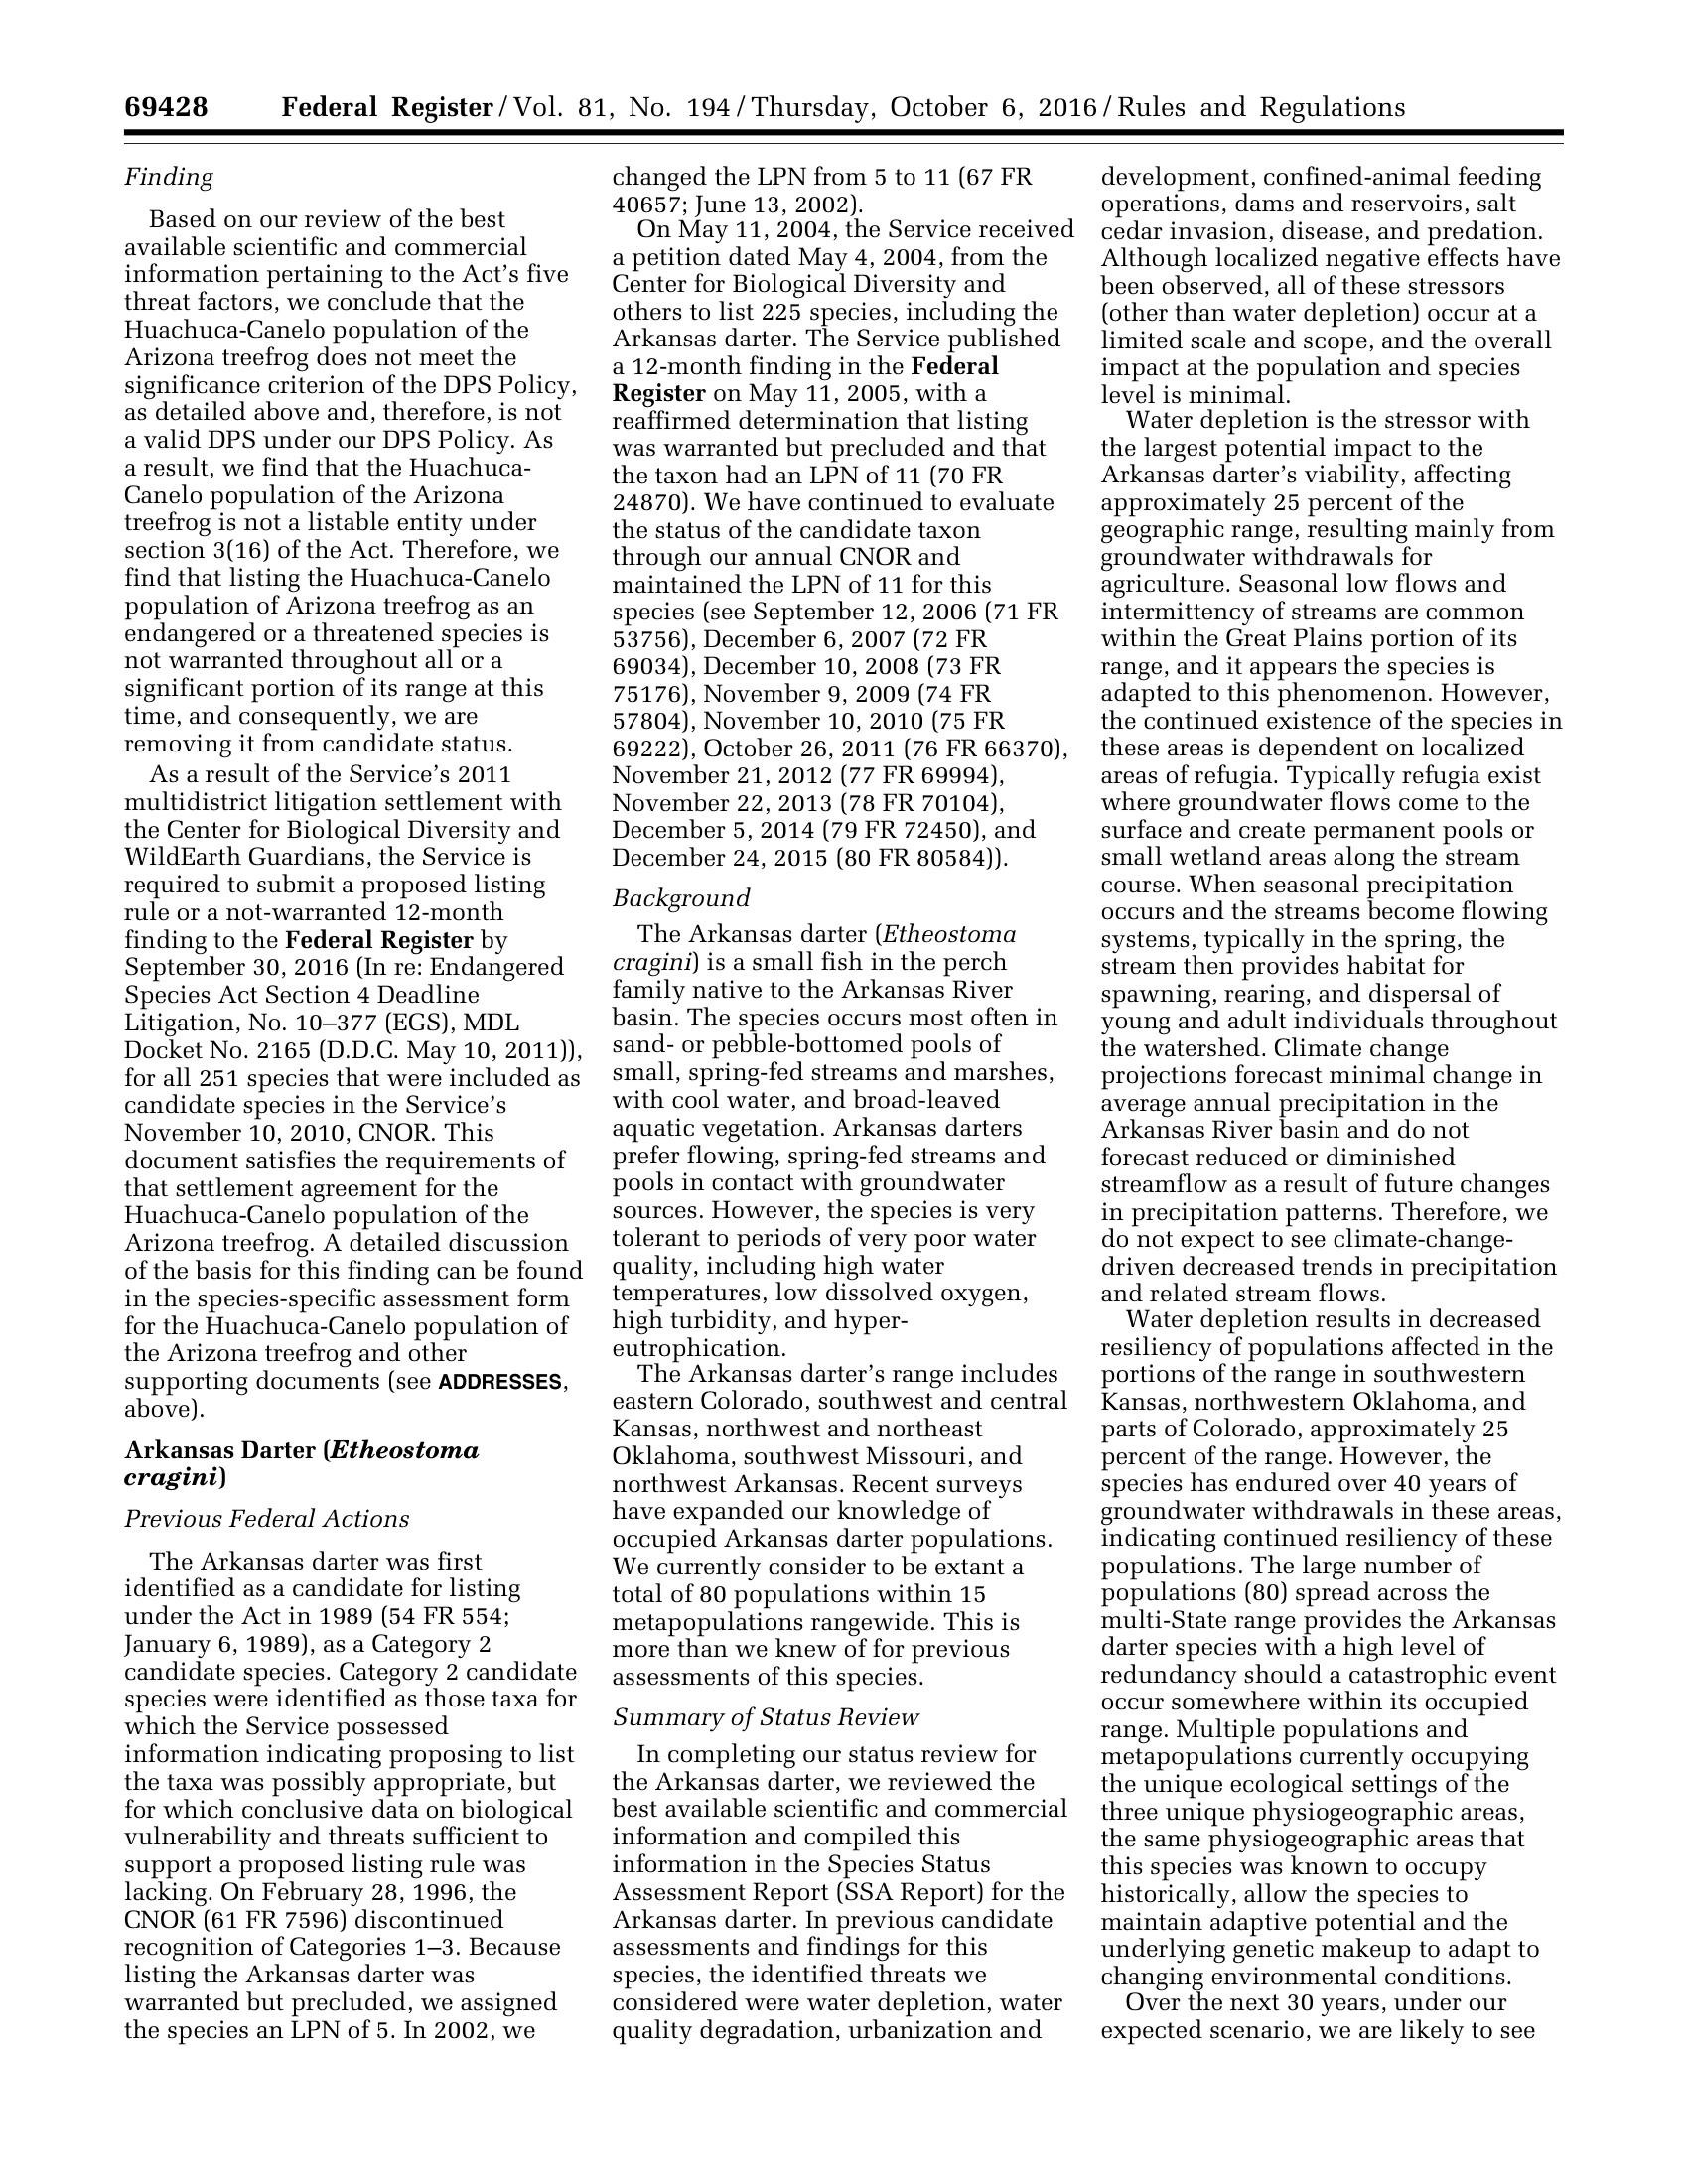 69428 Federal Register / Vol. 81, No. 194 / Thursday, October 6, 2016 / Rules and Regulations
Finding
Based on our review of the best
available scientific and commercial
information pertaining to the Act's five
threat factors, we conclude that the
Huachuca-Canelo population of the
Arizona treefrog does not meet the
significance criterion of the DPS Policy,
as detailed above and, therefore, is not
a valid DPS under our DPS Policy. As
a result, we find that the Huachuca-
Canelo population of the Arizona
treefrog is not a listable entity under
section 3(16) of the Act. Therefore, we
find that listing the Huachuca-Canelo
population of Arizona treefrog as an
endangered or a threatened species is
not warranted throughout all or a
significant portion of its range at this
time, and consequently, we are
removing it from candidate status.
As a result of the Service's 2011
multidistrict litigation settlement with
the Center for Biological Diversity and
WildEarth Guardians, the Service is
required to submit a proposed listing
rule or a not-warranted 12-month
finding to the Federal Register by
September 30, 2016 (In re: Endangered
Species Act Section 4 Deadline
Litigation, No. 10–377 (EGS), MDL
Docket No. 2165 (D.D.C. May 10, 2011)),
for all 251 species that were included as
candidate species in the Service's
November 10, 2010, CNOR. This
document satisfies the requirements of
that settlement agreement for the
Huachuca-Canelo population of the
Arizona treefrog. A detailed discussion
of the basis for this finding can be found
in the species-specific assessment form
for the Huachuca-Canelo population of
the Arizona treefrog and other
supporting documents (see ADDRESSES,
above).
Arkansas Darter (Etheostoma
cragini)
Previous Federal Actions
The Arkansas darter was first
identified as a candidate for listing
under the Act in 1989 (54 FR 554;
January 6, 1989), as a Category 2
candidate species. Category 2 candidate
species were identified as those taxa for
which the Service possessed
information indicating proposing to list
the taxa was possibly appropriate, but
for which conclusive data on biological
vulnerability and threats sufficient to
support a proposed listing rule was
lacking. On February 28, 1996, the
CNOR (61 FR 7596) discontinued
recognition of Categories 1–3. Because
listing the Arkansas darter was
warranted but precluded, we assigned
the species an LPN of 5. In 2002, we
changed the LPN from 5 to 11 (67 FR
40657; June 13, 2002).
On May 11, 2004, the Service received
a petition dated May 4, 2004, from the
Center for Biological Diversity and
others to list 225 species, including the
Arkansas darter. The Service published
a 12-month finding in the Federal
Register on May 11, 2005, with a
reaffirmed determination that listing
was warranted but precluded and that
the taxon had an LPN of 11 (70 FR
24870). We have continued to evaluate
the status of the candidate taxon
through our annual CNOR and
maintained the LPN of 11 for this
species (see September 12, 2006 (71 FR
53756), December 6, 2007 (72 FR
69034), December 10, 2008 (73 FR
75176), November 9, 2009 (74 FR
57804), November 10, 2010 (75 FR
69222), October 26, 2011 (76 FR 66370),
November 21, 2012 (77 FR 69994),
November 22, 2013 (78 FR 70104),
December 5, 2014 (79 FR 72450), and
December 24, 2015 (80 FR 80584)).
Background
The Arkansas darter (Etheostoma
cragini) is a small fish in the perch
family native to the Arkansas River
basin. The species occurs most often in
sand- or pebble-bottomed pools of
small, spring-fed streams and marshes,
with cool water, and broad-leaved
aquatic vegetation. Arkansas darters
prefer flowing, spring-fed streams and
pools in contact with groundwater
sources. However, the species is very
tolerant to periods of very poor water
quality, including high water
temperatures, low dissolved oxygen,
high turbidity, and hyper-
eutrophication.
The Arkansas darter's range includes
eastern Colorado, southwest and central
Kansas, northwest and northeast
Oklahoma, southwest Missouri, and
northwest Arkansas. Recent surveys
have expanded our knowledge of
occupied Arkansas darter populations.
We currently consider to be extant a
total of 80 populations within 15
metapopulations rangewide. This is
more than we knew of for previous
assessments of this species.
Summary of Status Review
In completing our status review for
the Arkansas darter, we reviewed the
best available scientific and commercial
information and compiled this
information in the Species Status
Assessment Report (SSA Report) for the
Arkansas darter. In previous candidate
assessments and findings for this
species, the identified threats we
considered were water depletion, water
quality degradation, urbanization and
development, confined-animal feeding
operations, dams and reservoirs, salt
cedar invasion, disease, and predation.
Although localized negative effects have
been observed, all of these stressors
(other than water depletion) occur at a
limited scale and scope, and the overall
impact at the population and species
level is minimal.
Water depletion is the stressor with
the largest potential impact to the
Arkansas darter's viability, affecting
approximately 25 percent of the
geographic range, resulting mainly from
groundwater withdrawals for
agriculture. Seasonal low flows and
intermittency of streams are common
within the Great Plains portion of its
range, and it appears the species is
adapted to this phenomenon. However,
the continued existence of the species in
these areas is dependent on localized
areas of refugia. Typically refugia exist
where groundwater flows come to the
surface and create permanent pools or
small wetland areas along the stream
course. When seasonal precipitation
occurs and the streams become flowing
systems, typically in the spring, the
stream then provides habitat for
spawning, rearing, and dispersal of
young and adult individuals throughout
the watershed. Climate change
projections forecast minimal change in
average annual precipitation in the
Arkansas River basin and do not
forecast reduced or diminished
streamflow as a result of future changes
in precipitation patterns. Therefore, we
do not expect to see climate-change-
driven decreased trends in precipitation
and related stream flows.
Water depletion results in decreased
resiliency of populations affected in the
portions of the range in southwestern
Kansas, northwestern Oklahoma, and
parts of Colorado, approximately 25
percent of the range. However, the
species has endured over 40 years of
groundwater withdrawals in these areas,
indicating continued resiliency of these
populations. The large number of
populations (80) spread across the
multi-State range provides the Arkansas
darter species with a high level of
redundancy should a catastrophic event
occur somewhere within its occupied
range. Multiple populations and
metapopulations currently occupying
the unique ecological settings of the
three unique physiogeographic areas,
the same physiogeographic areas that
this species was known to occupy
historically, allow the species to
maintain adaptive potential and the
underlying genetic makeup to adapt to
changing environmental conditions.
Over the next 30 years, under our
expected scenario, we are likely to see